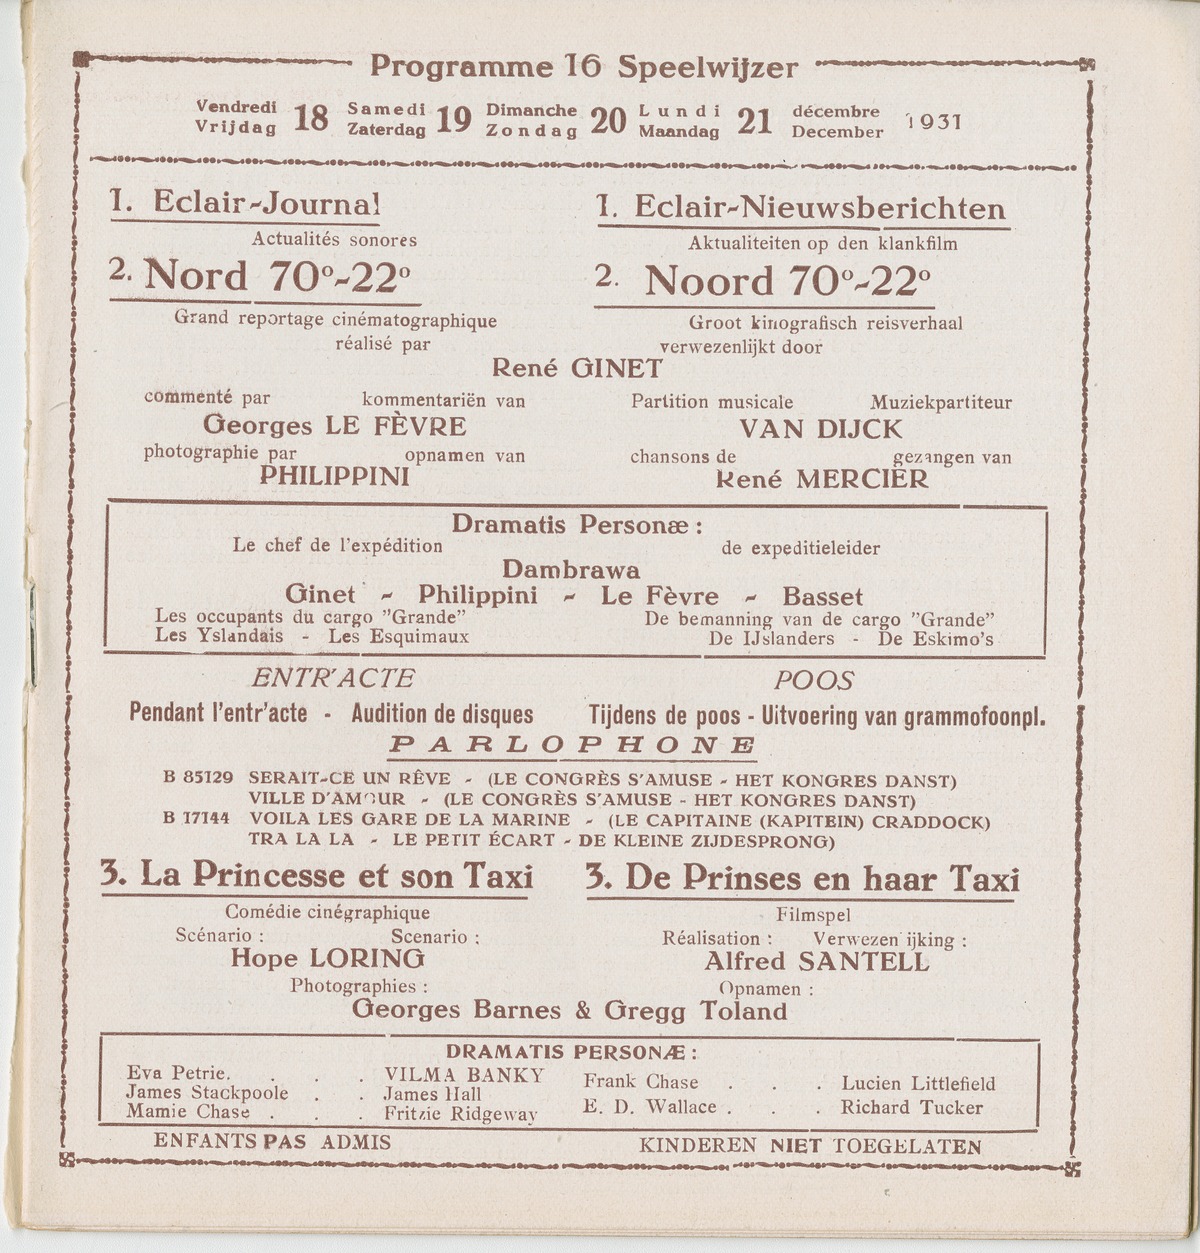 Programme 16 Speelwijzer
Vendredi 18 Samedi 19 Dimanche 20 Lundi 21 décembre 1931
Vrijdag Zaterdag Zondag Maandag December
1. Eclair-Journal
Actualités sonores
2. Nord 70°-22°
Grand reportage cinématographique
réalisé par
1. Eclair-Nieuwsberichten
Aktualiteiten op den klankfilm
2. Noord 70°-22°
Groot kinografisch reisverhaal
verwezenlijkt door
René GINET
commenté par kommentariën van
Georges LE FÈVRE
photographie par opnamen van
PHILIPPINI
Partition musicale Muziekpartiteur
VAN DIJCK
chansons de gezangen van
René MERCIER
Dramatis Personæ :
Le chef de l'expédition de expeditieleider
Dambrawa
Ginet - Philippini - Le Fèvre - Basset
Les occupants du cargo "Grande" De bemanning van de cargo "Grande"
Les Yslandais - Les Esquimaux De IJslanders - De Eskimo's
ENTR'ACTE POOS
Pendant l'entr'acte - Audition de disques Tijdens de poos - Uitvoering van grammofoonpl.
PARLOPHONE
B 85129 SERAIT-CE UN RÊVE - (LE CONGRÈS S'AMUSE - HET KONGRES DANST)
VILLE D'AMOUR - (LE CONGRÈS S'AMUSE - HET KONGRES DANST)
B 17144 VOILA LES GARE DE LA MARINE - (LE CAPITAINE (KAPITEIN) CRADDOCK)
TRA LA LA - LE PETIT ÉCART - DE KLEINE ZIJDESPRONG)
3. La Princesse et son Taxi 3. De Prinses en haar Taxi
Comédie cinégraphique Filmspel
Scénario : Scenario : Réalisation : Verwezenlijking :
Hope LORING Alfred SANTELL
Photographies : Opnamen :
Georges Barnes & Gregg Toland
DRAMATIS PERSONÆ :
Eva Petrie. . . . VILMA BANKY
James Stackpoole . . James Hall
Mamie Chase . . . Fritzie Ridgeway
Frank Chase . . . Lucien Littlefield
E. D. Wallace . . . Richard Tucker
ENFANTS PAS ADMIS KINDEREN NIET TOEGELATEN